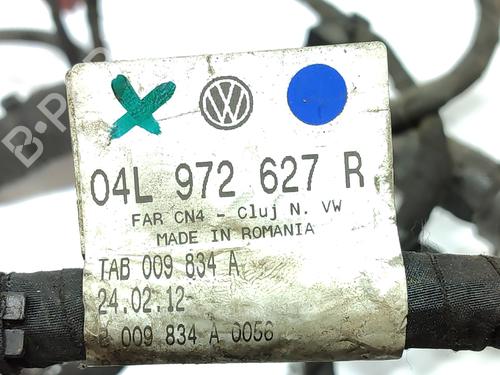 04L 972 627 R
FAR CN4 - Cluj N. VW
MADE IN ROMANIA
TAB 009 834 A
24.02.12
009 834 A 0056